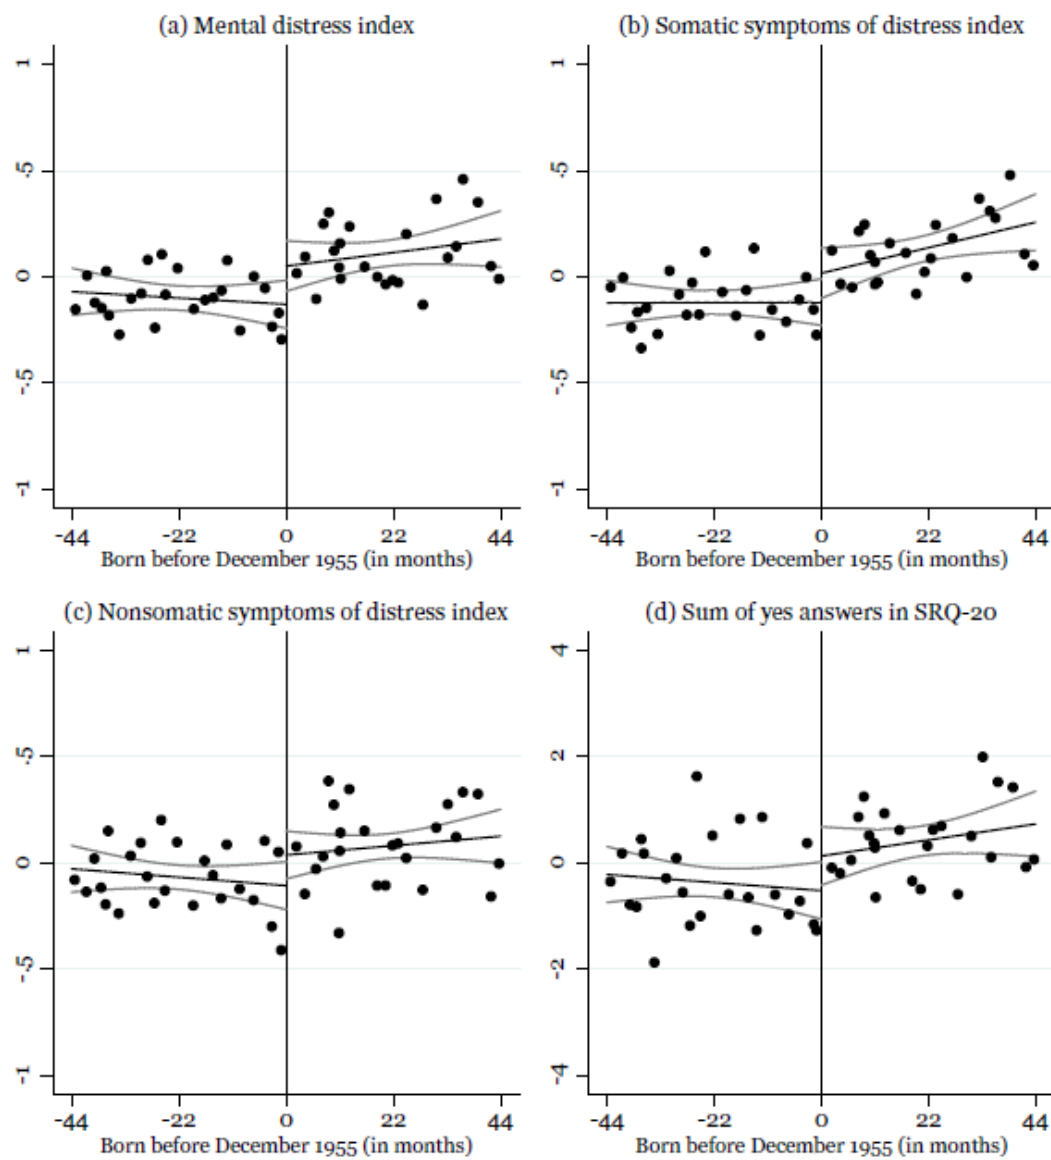 (a) Mental distress index
1
.5
0
-.5
-1
-44 -22 0 22 44
Born before December 1955 (in months)
(b) Somatic symptoms of distress index
1
.5
0
-.5
-1
-44 -22 0 22 44
Born before December 1955 (in months)
(c) Nonsomatic symptoms of distress index
1
.5
0
-.5
-1
-44 -22 0 22 44
Born before December 1955 (in months)
(d) Sum of yes answers in SRQ-20
4
2
0
-2
-4
-44 -22 0 22 44
Born before December 1955 (in months)